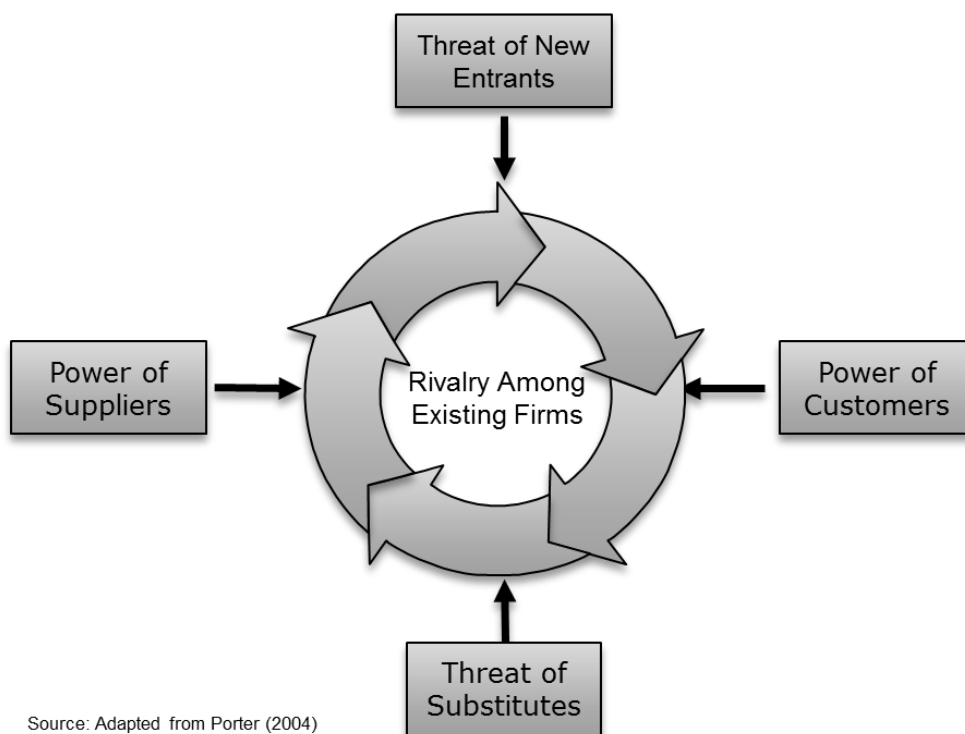 Threat of New
Entrants
Power of
Suppliers
Rivalry Among
Existing Firms
Power of
Customers
Threat of
Substitutes
Source: Adapted from Porter (2004)